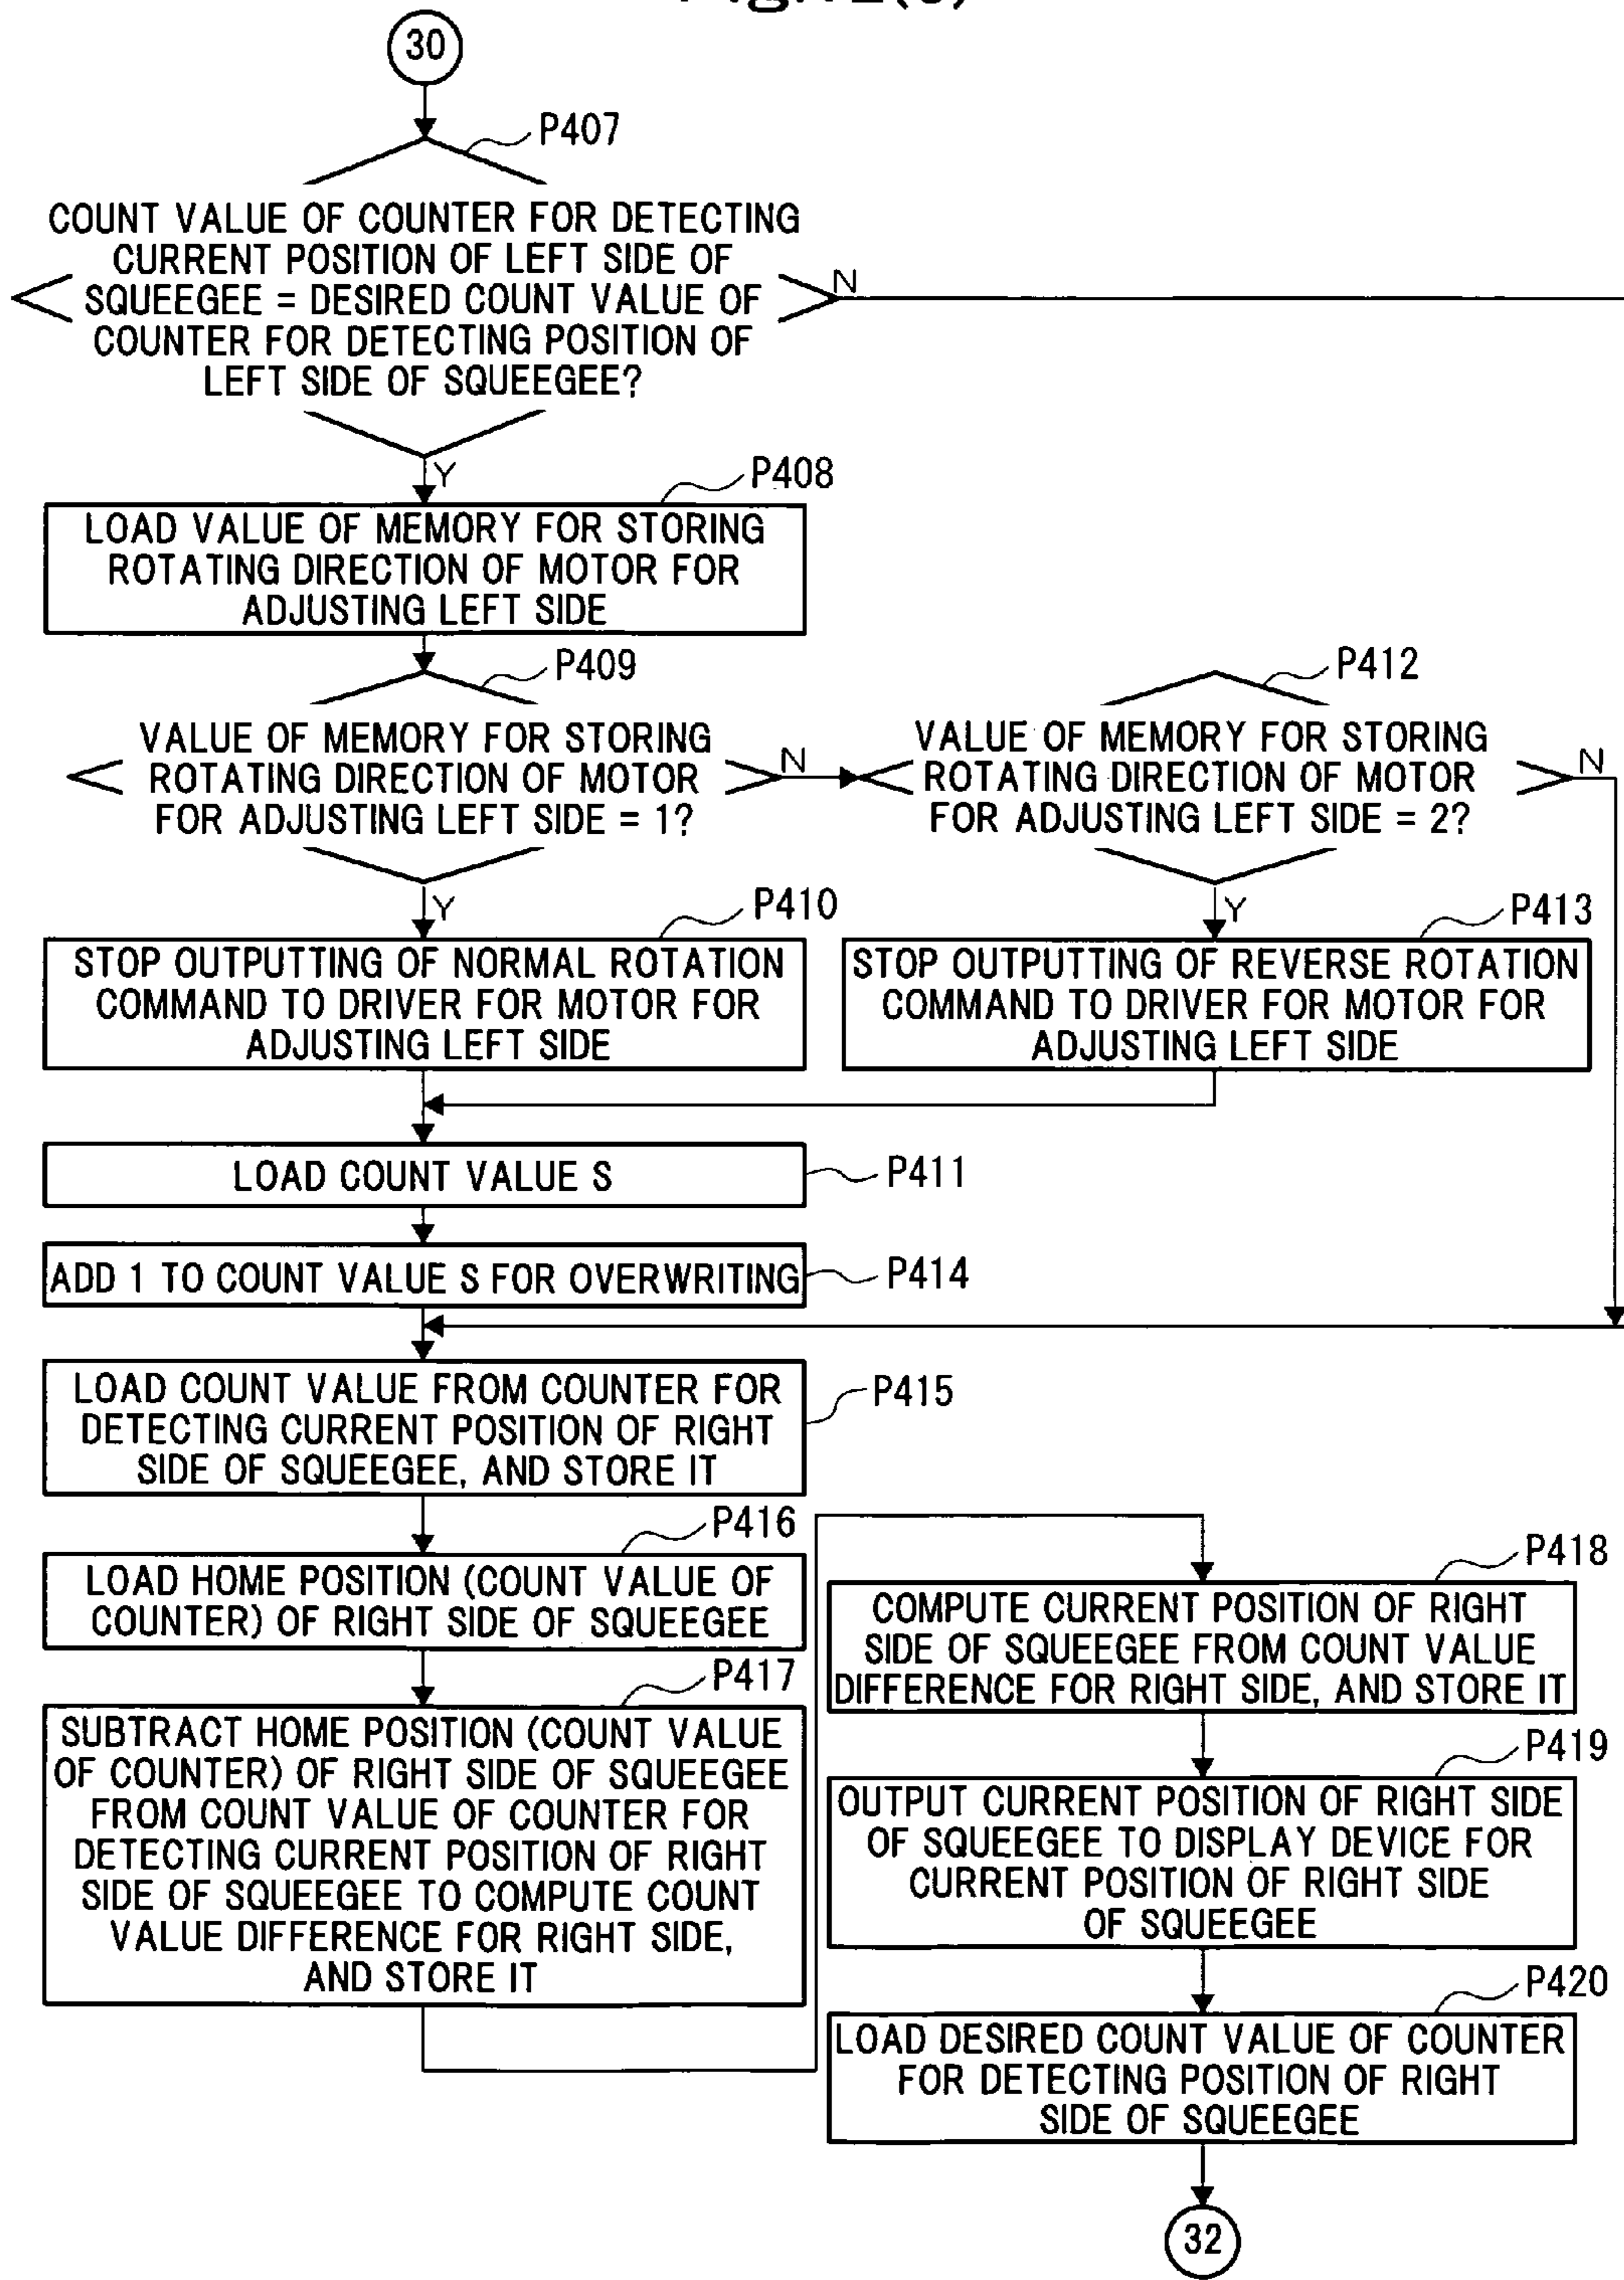 30
P407
COUNT VALUE OF COUNTER FOR DETECTING
CURRENT POSITION OF LEFT SIDE OF
SQUEEGEE = DESIRED COUNT VALUE OF
COUNTER FOR DETECTING POSITION OF
LEFT SIDE OF SQUEEGEE?
N
Y
P408
LOAD VALUE OF MEMORY FOR STORING
ROTATING DIRECTION OF MOTOR FOR
ADJUSTING LEFT SIDE
P409
VALUE OF MEMORY FOR STORING
ROTATING DIRECTION OF MOTOR
FOR ADJUSTING LEFT SIDE = 1?
N
Y
P412
VALUE OF MEMORY FOR STORING
ROTATING DIRECTION OF MOTOR
FOR ADJUSTING LEFT SIDE = 2?
N
Y
P410
STOP OUTPUTTING OF NORMAL ROTATION
COMMAND TO DRIVER FOR MOTOR FOR
ADJUSTING LEFT SIDE
P413
STOP OUTPUTTING OF REVERSE ROTATION
COMMAND TO DRIVER FOR MOTOR FOR
ADJUSTING LEFT SIDE
LOAD COUNT VALUE S
P411
ADD 1 TO COUNT VALUE S FOR OVERWRITING
P414
LOAD COUNT VALUE FROM COUNTER FOR
DETECTING CURRENT POSITION OF RIGHT
SIDE OF SQUEEGEE, AND STORE IT
P415
P416
LOAD HOME POSITION (COUNT VALUE OF
COUNTER) OF RIGHT SIDE OF SQUEEGEE
P417
SUBTRACT HOME POSITION (COUNT VALUE
OF COUNTER) OF RIGHT SIDE OF SQUEEGEE
FROM COUNT VALUE OF COUNTER FOR
DETECTING CURRENT POSITION OF RIGHT
SIDE OF SQUEEGEE TO COMPUTE COUNT
VALUE DIFFERENCE FOR RIGHT SIDE,
AND STORE IT
P418
COMPUTE CURRENT POSITION OF RIGHT
SIDE OF SQUEEGEE FROM COUNT VALUE
DIFFERENCE FOR RIGHT SIDE, AND STORE IT
P419
OUTPUT CURRENT POSITION OF RIGHT SIDE
OF SQUEEGEE TO DISPLAY DEVICE FOR
CURRENT POSITION OF RIGHT SIDE
OF SQUEEGEE
P420
LOAD DESIRED COUNT VALUE OF COUNTER
FOR DETECTING POSITION OF RIGHT
SIDE OF SQUEEGEE
32